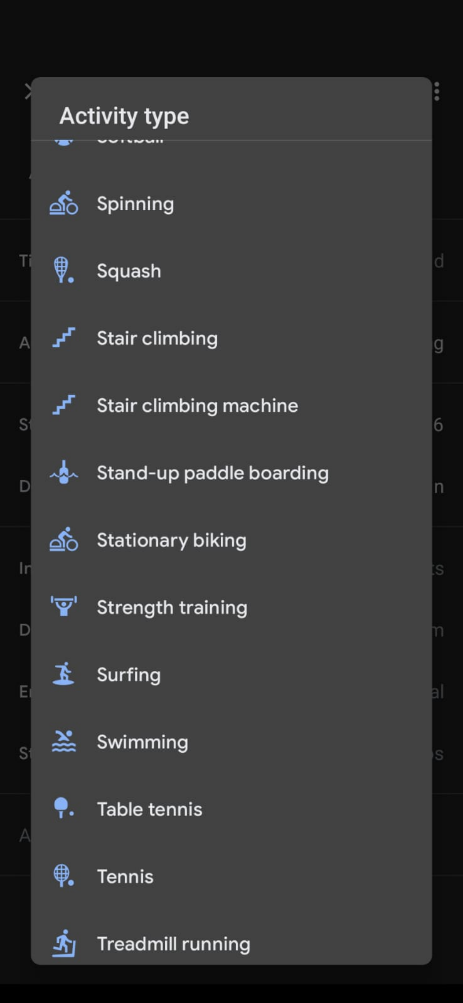 Activity type
Softball
Spinning
Squash
Stair climbing
Stair climbing machine
Stand-up paddle boarding
Stationary biking
Strength training
Surfing
Swimming
Table tennis
Tennis
Treadmill running